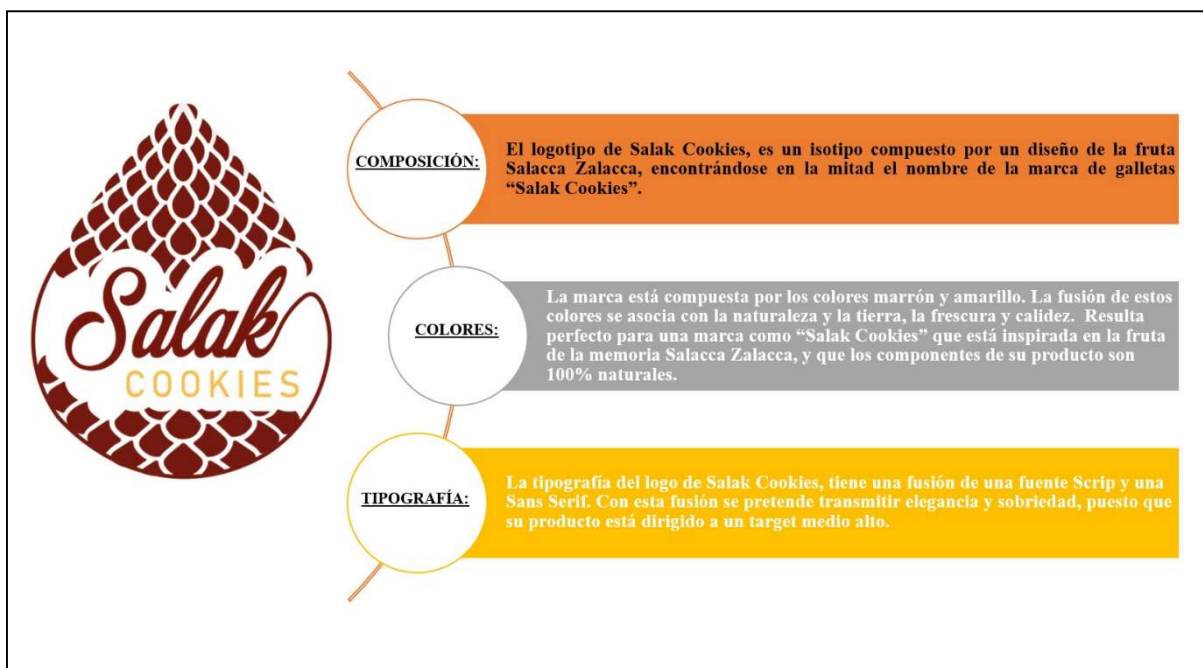 Salak
COOKIES
COMPOSICIÓN:
El logotipo de Salak Cookies, es un isotipo compuesto por un diseño de la fruta
Salacca Zalacca, encontrándose en la mitad el nombre de la marca de galletas
“Salak Cookies”.
COLORES:
La marca está compuesta por los colores marrón y amarillo. La fusión de estos
colores se asocia con la naturaleza y la tierra, la frescura y calidez. Resulta
perfecto para una marca como “Salak Cookies” que está inspirada en la fruta
de la memoria Salacca Zalacca, y que los componentes de su producto son
100% naturales.
TIPOGRAFÍA:
La tipografía del logo de Salak Cookies, tiene una fusión de una fuente Scrip y una
Sans Serif. Con esta fusión se pretende transmitir elegancia y sobriedad, puesto que
su producto está dirigido a un target medio alto.